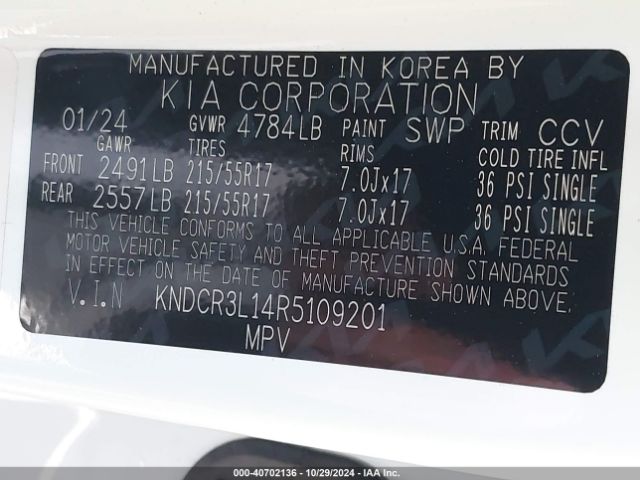 MANUFACTURED IN KOREA BY
KIA CORPORATION
01/24 GVWR 4784LB PAINT SWP TRIM CCV
GAWR TIRES RIMS COLD TIRE INFL
FRONT 2491LB 215/55R17 7.0Jx17 36 PSI SINGLE
REAR 2557LB 215/55R17 7.0Jx17 36 PSI SINGLE
THIS VEHICLE CONFORMS TO ALL APPLICABLE U.S.A. FEDERAL
MOTOR VEHICLE SAFETY AND THEFT PREVENTION STANDARDS
IN EFFECT ON THE DATE OF MANUFACTURE SHOWN ABOVE.
V.I.N KNDCR3L14R5109201
MPV
000-40702136 - 10/29/2024 - IAA Inc.